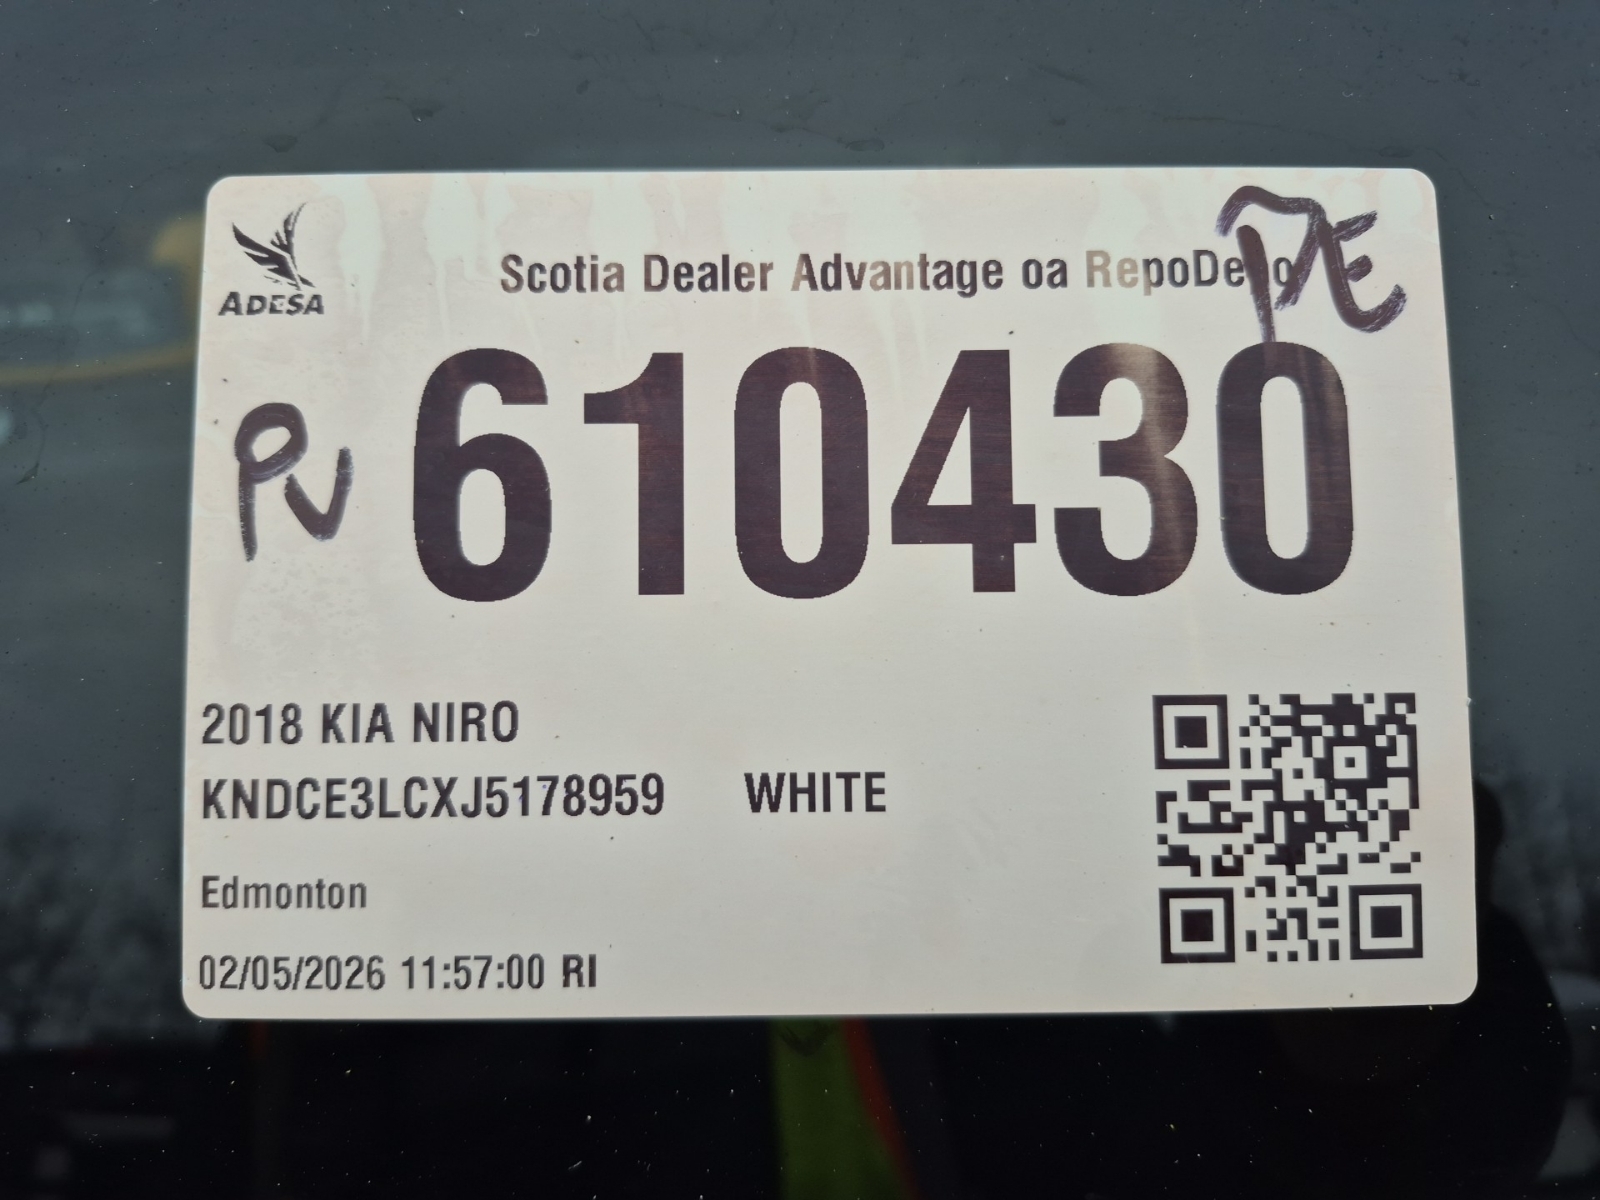 ADESA
Scotia Dealer Advantage oa
PE
PV
610430
2018 KIA NIRO
KNDCE3LCXJ5178959 WHITE
Edmonton
02/05/2026 11:57:00 RI